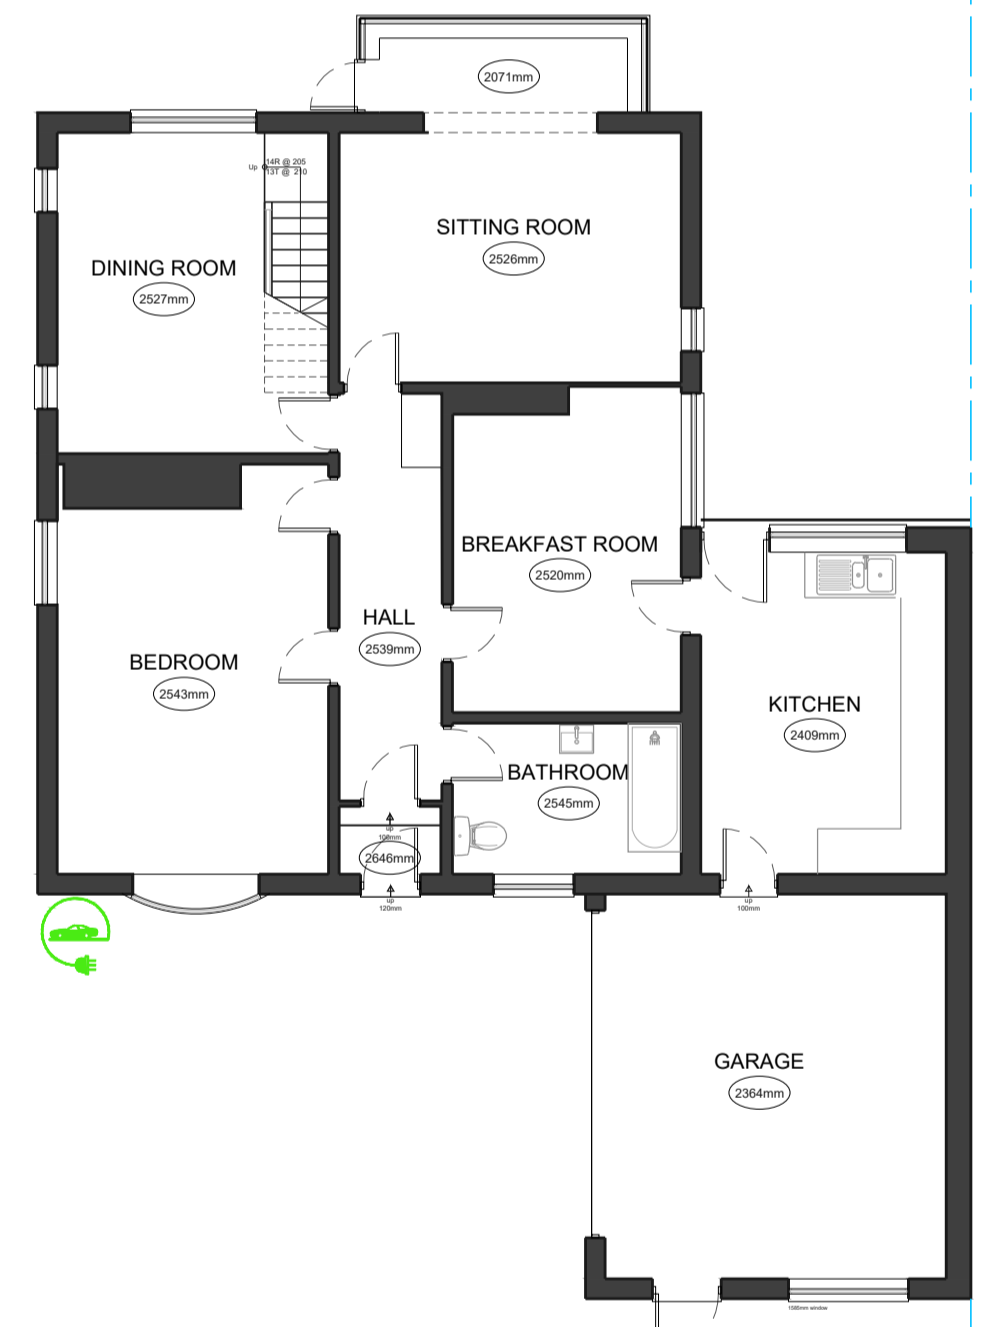 2071mm
Up
14R @ 205
13T @ 210
SITTING ROOM
2526mm
DINING ROOM
2527mm
BREAKFAST ROOM
2520mm
HALL
2539mm
BEDROOM
2543mm
KITCHEN
2409mm
BATHROOM
2545mm
up
100mm
2646mm
up
120mm
up
100mm
GARAGE
2364mm
1585mm window